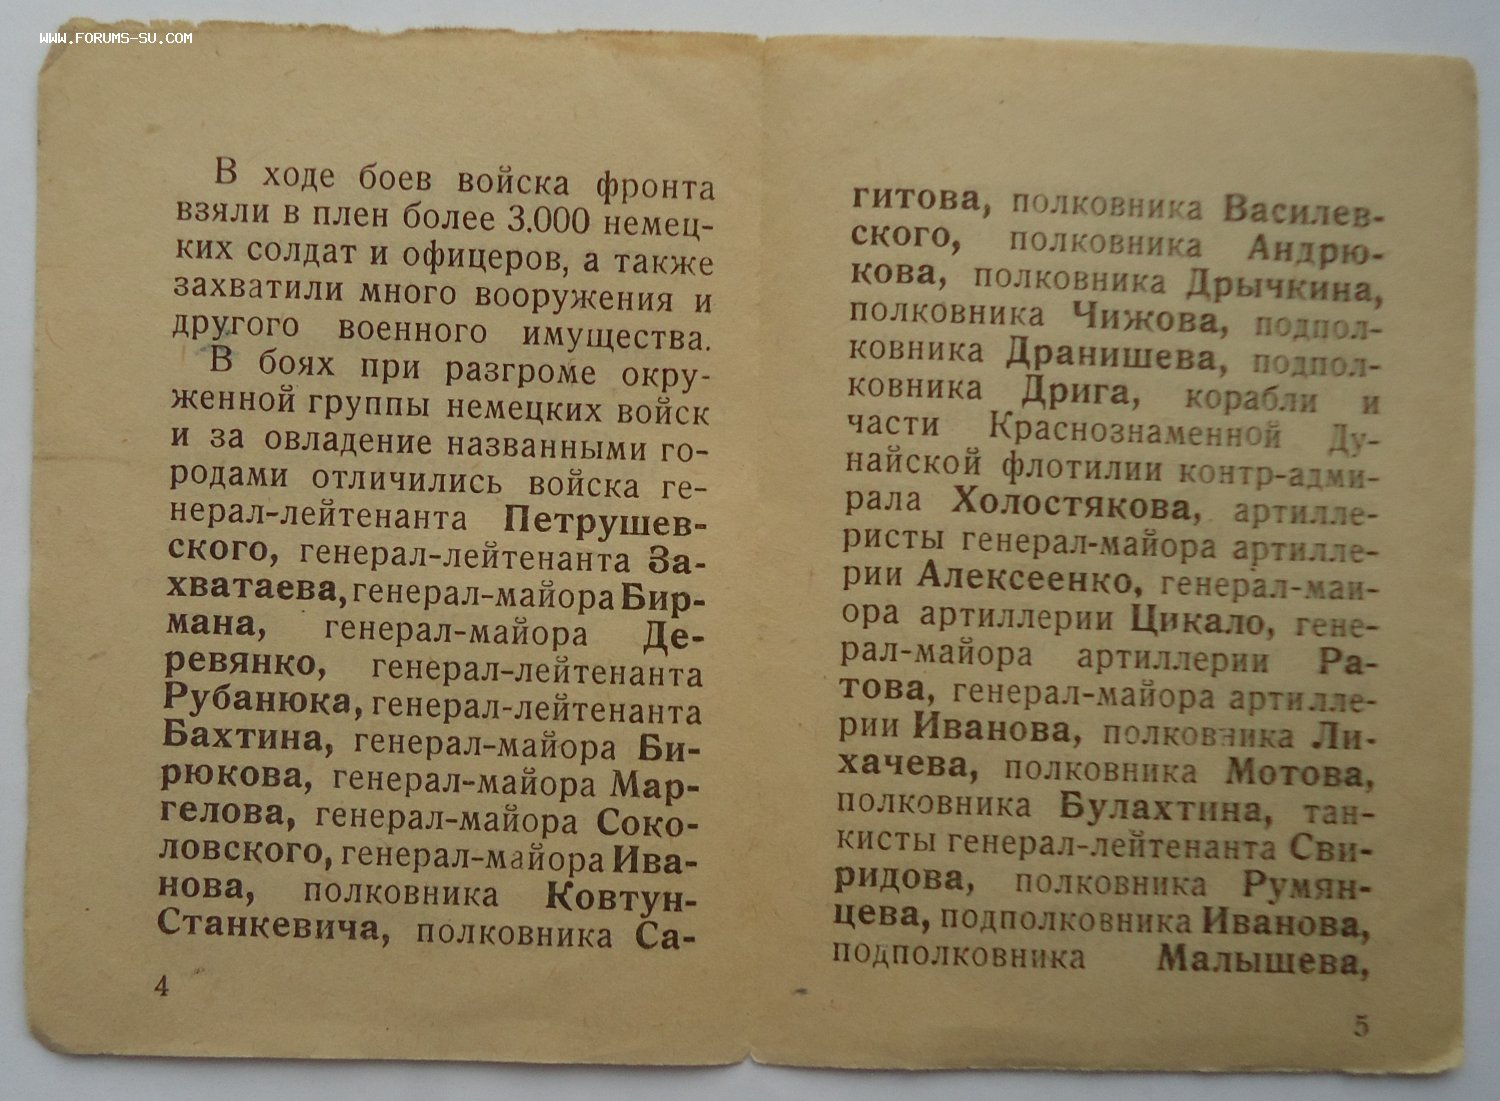 WWW.FORUMS-SU.COM
В ходе боев войска фронта
взяли в плен более 3.000 немец-
ких солдат и офицеров, а также
захватили много вооружения и
другого военного имущества.
В боях при разгроме окру-
женной группы немецких войск
и за овладение названными го-
родами отличились войска ге-
нерал-лейтенанта Петрушев-
ского, генерал-лейтенанта За-
хватаева, генерал-майора Бир-
мана, генерал-майора Де-
ревянко, генерал-лейтенанта
Рубанюка, генерал-лейтенанта
Бахтина, генерал-майора Би-
рюкова, генерал-майора Мар-
гелова, генерал-майора Соко-
ловского, генерал-майора Ива-
нова, полковника Ковтун-
Станкевича, полковника Са-
4
гитова, полковника Василев-
ского, полковника Андрю-
кова, полковника Дрычкина,
полковника Чижова, подпол-
ковника Дранишева, подпол-
ковника Дрига, корабли и
части Краснознаменной Ду-
найской флотилии контр-адми-
рала Холостякова, артилле-
ристы генерал-майора артилле-
рии Алексеенко, генерал-май-
ора артиллерии Цикало, гене-
рал-майора артиллерии Ра-
това, генерал-майора артилле-
рии Иванова, полковника Ли-
хачева, полковника Мотова,
полковника Булахтина, тан-
кисты генерал-лейтенанта Сви-
ридова, полковника Румян-
цева, подполковника Иванова,
подполковника Малышева,
5